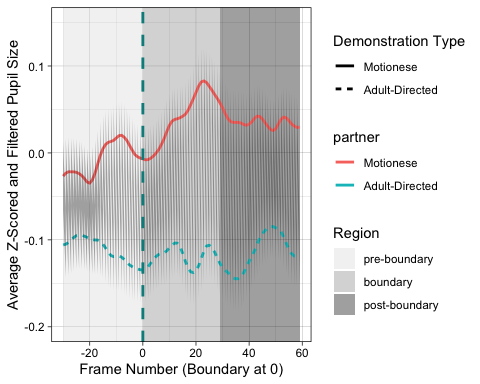 Average Z-Scored and Filtered Pupil Size
0.1
0.0
-0.1
-0.2
-20
0
20
40
60
Frame Number (Boundary at 0)
Demonstration Type
Motionese
Adult-Directed
partner
Motionese
Adult-Directed
Region
pre-boundary
boundary
post-boundary